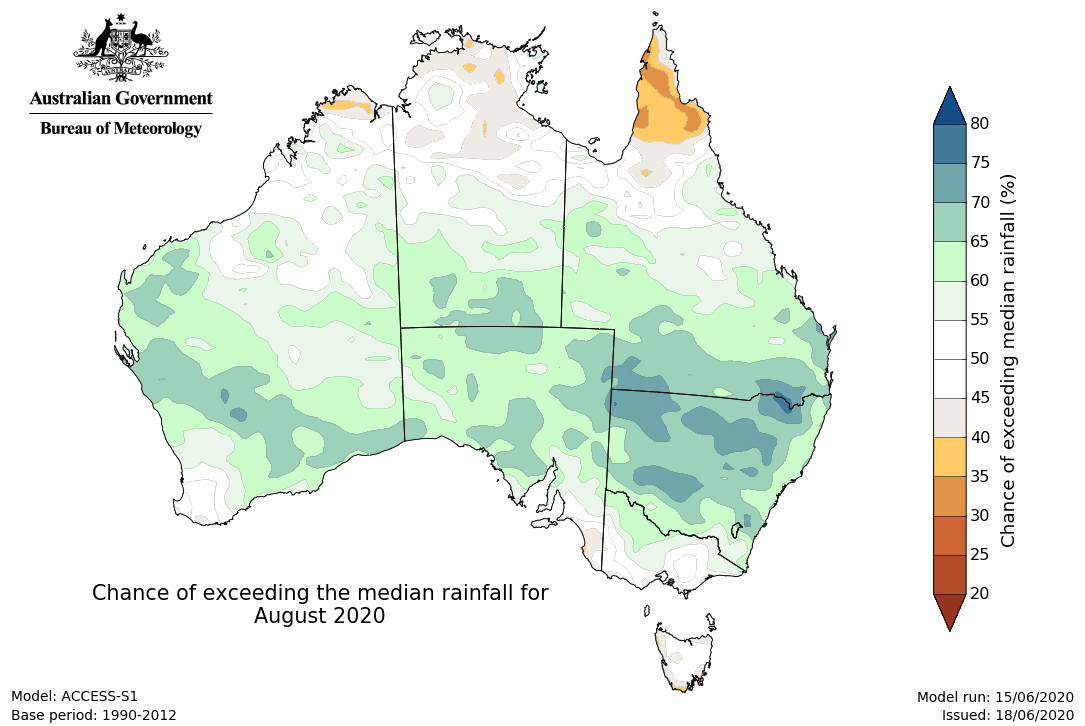 Australian Government
Bureau of Meteorology
80
75
70
65
60
55
50
45
40
35
30
25
20
Chance of exceeding median rainfall (%)
Chance of exceeding the median rainfall for
August 2020
Model: ACCESS-S1
Base period: 1990-2012
Model run: 15/06/2020
Issued: 18/06/2020